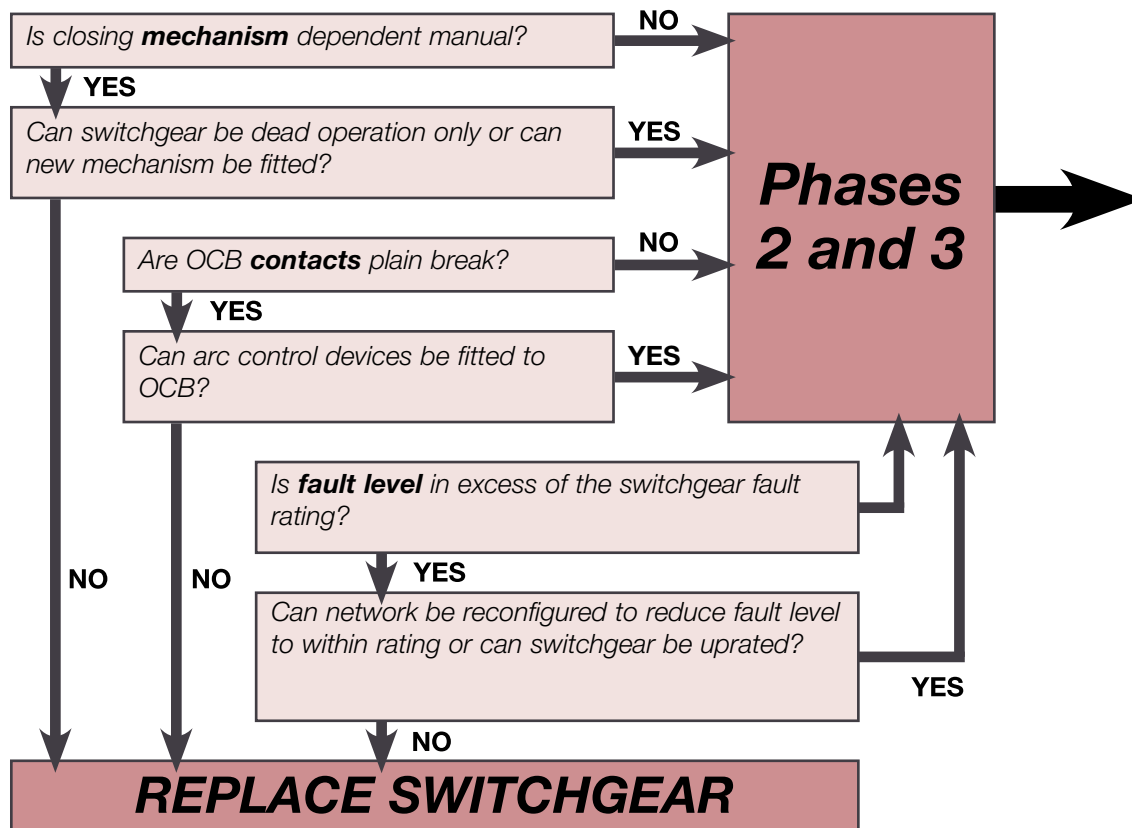 Is closing mechanism dependent manual?
NO
YES
Can switchgear be dead operation only or can
new mechanism be fitted?
YES
Phases
2 and 3
Are OCB contacts plain break?
NO
YES
Can arc control devices be fitted to
OCB?
YES
Is fault level in excess of the switchgear fault
rating?
NO
NO
YES
Can network be reconfigured to reduce fault level
to within rating or can switchgear be uprated?
YES
NO
REPLACE SWITCHGEAR